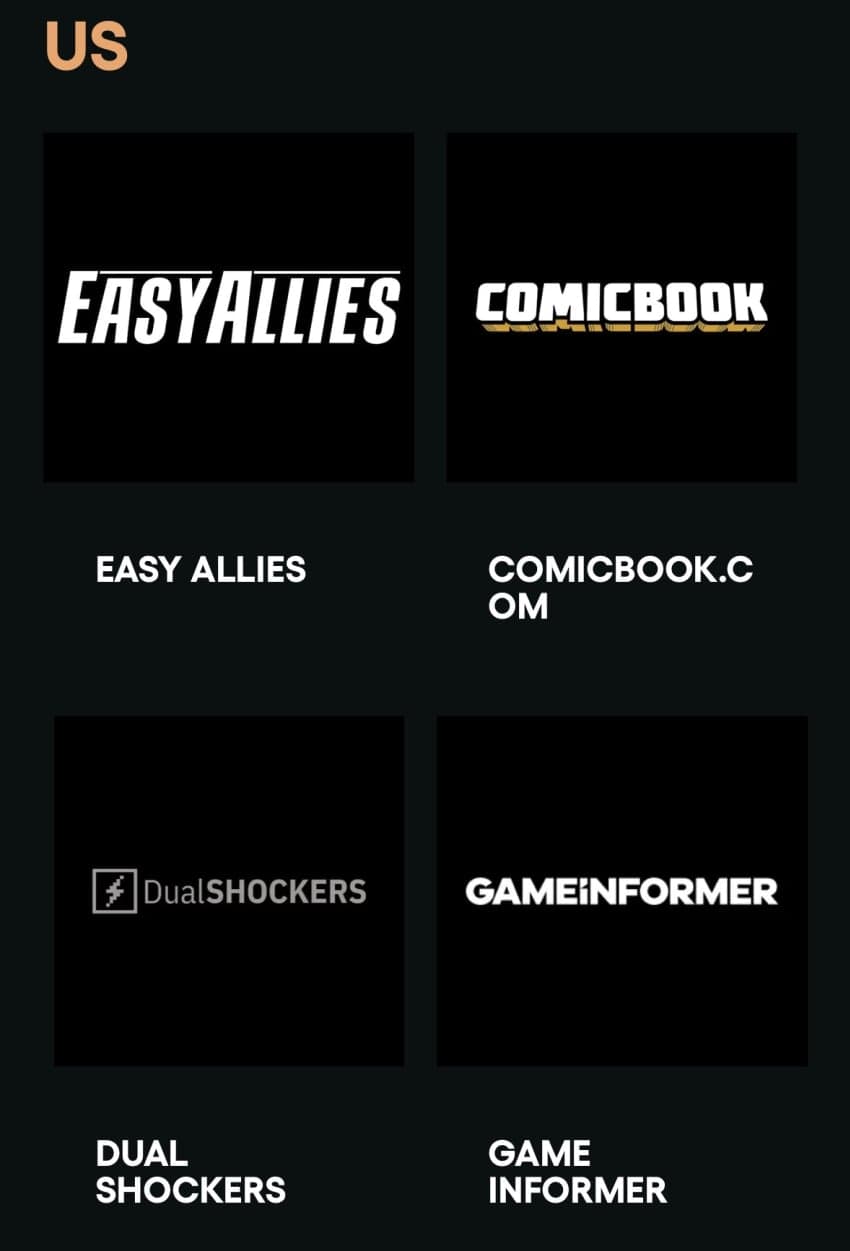 US
EASYALLIES
COMICBOOK
EASY ALLIES
COMICBOOK.C
OM
DualSHOCKERS
GAMEiNFORMER
DUAL
SHOCKERS
GAME
INFORMER